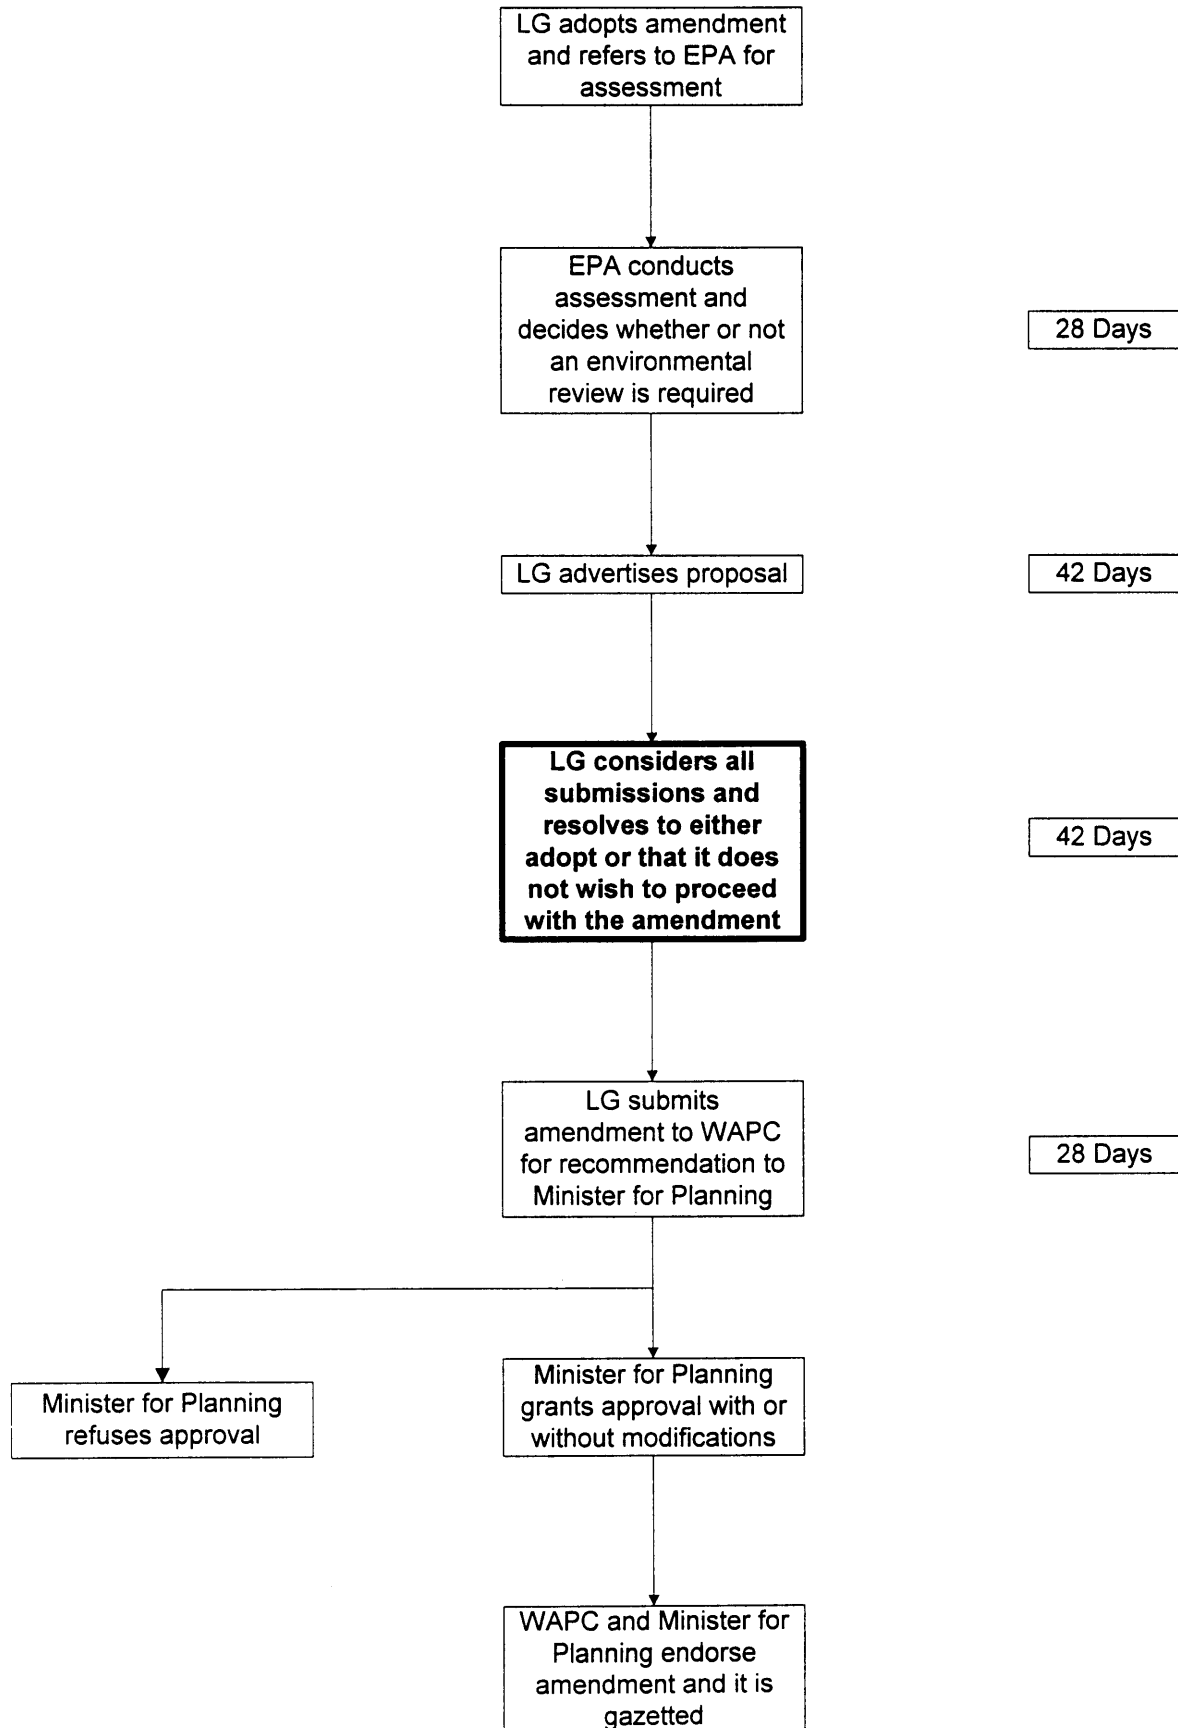 LG adopts amendment
and refers to EPA for
assessment
EPA conducts
assessment and
decides whether or not
an environmental
review is required
28 Days
LG advertises proposal
42 Days
LG considers all
submissions and
resolves to either
adopt or that it does
not wish to proceed
with the amendment
42 Days
LG submits
amendment to WAPC
for recommendation to
Minister for Planning
28 Days
Minister for Planning
refuses approval
Minister for Planning
grants approval with or
without modifications
WAPC and Minister for
Planning endorse
amendment and it is
gazetted